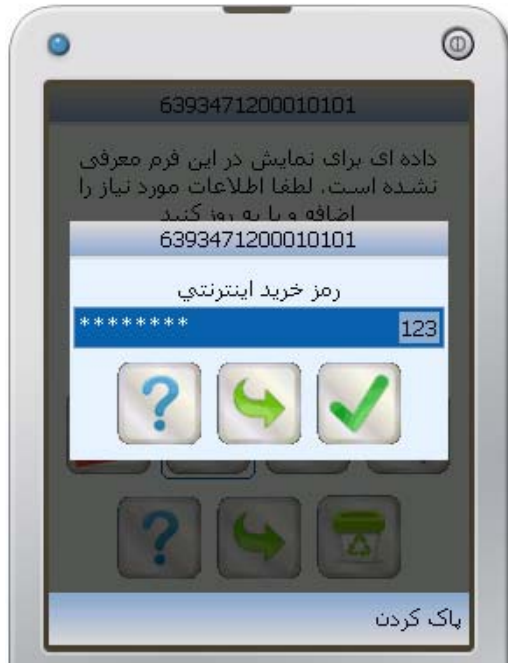 6393471200010101
داده ای برای نمایش در این فرم معرفی
نشده است. لطفا اطلاعات مورد نیاز را
اضافه و یا به روز کنید
6393471200010101
رمز خرید اینترنتي
********
123
پاک کردن